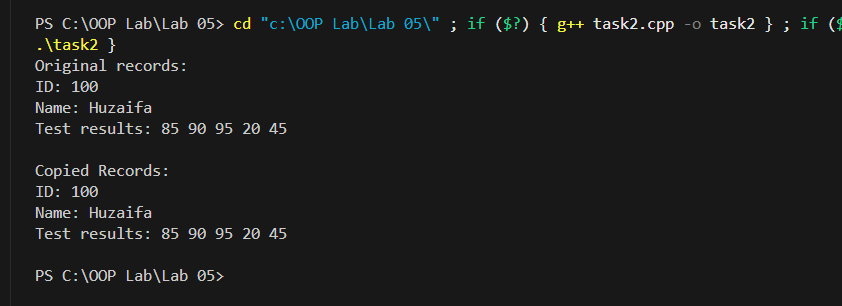 PS C:\OOP Lab\Lab 05> cd "c:\OOP Lab\Lab 05\" ; if ($?) { g++ task2.cpp -o task2 } ; if ($
.\task2 }
Original records:
ID: 100
Name: Huzaifa
Test results: 85 90 95 20 45
Copied Records:
ID: 100
Name: Huzaifa
Test results: 85 90 95 20 45
PS C:\OOP Lab\Lab 05>